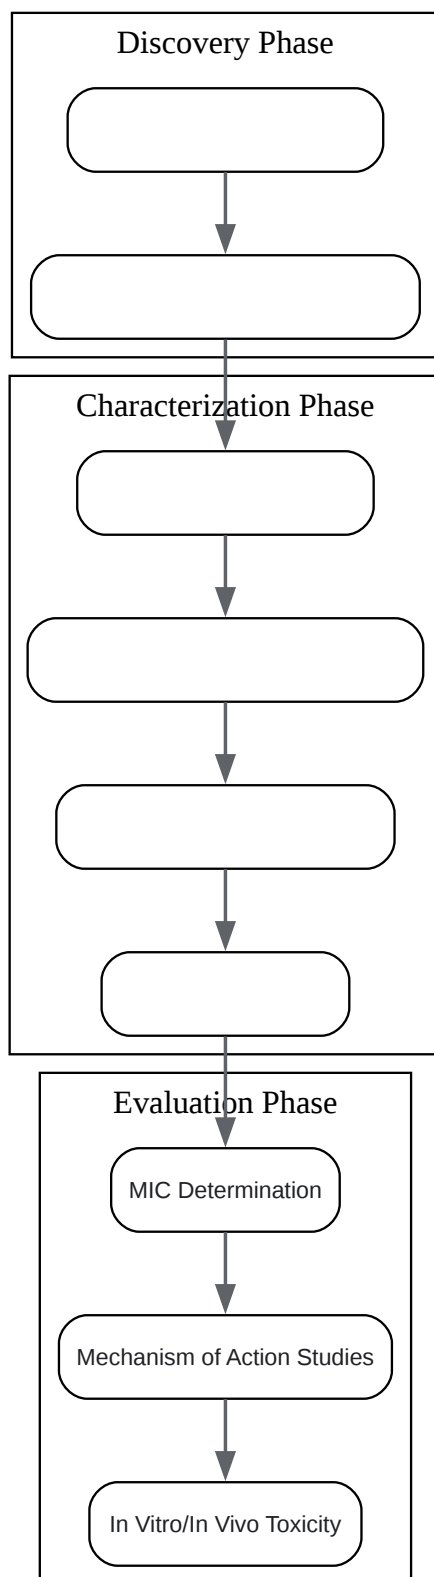 Discovery Phase
Characterization Phase
Evaluation Phase
MIC Determination
Mechanism of Action Studies
In Vitro/In Vivo Toxicity